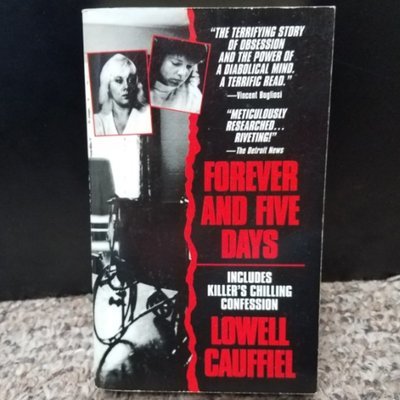 "THE TERRIFYING STORY
OF OBSESSION
AND THE POWER OF
A DIABOLICAL MIND.
A TERRIFIC READ."
—Vincent Bugliosi
"METICULOUSLY
RESEARCHED...
RIVETING!"
—The Detroit News
FOREVER
AND FIVE
DAYS
INCLUDES
KILLER'S CHILLING
CONFESSION
LOWELL
CAUFFIEL